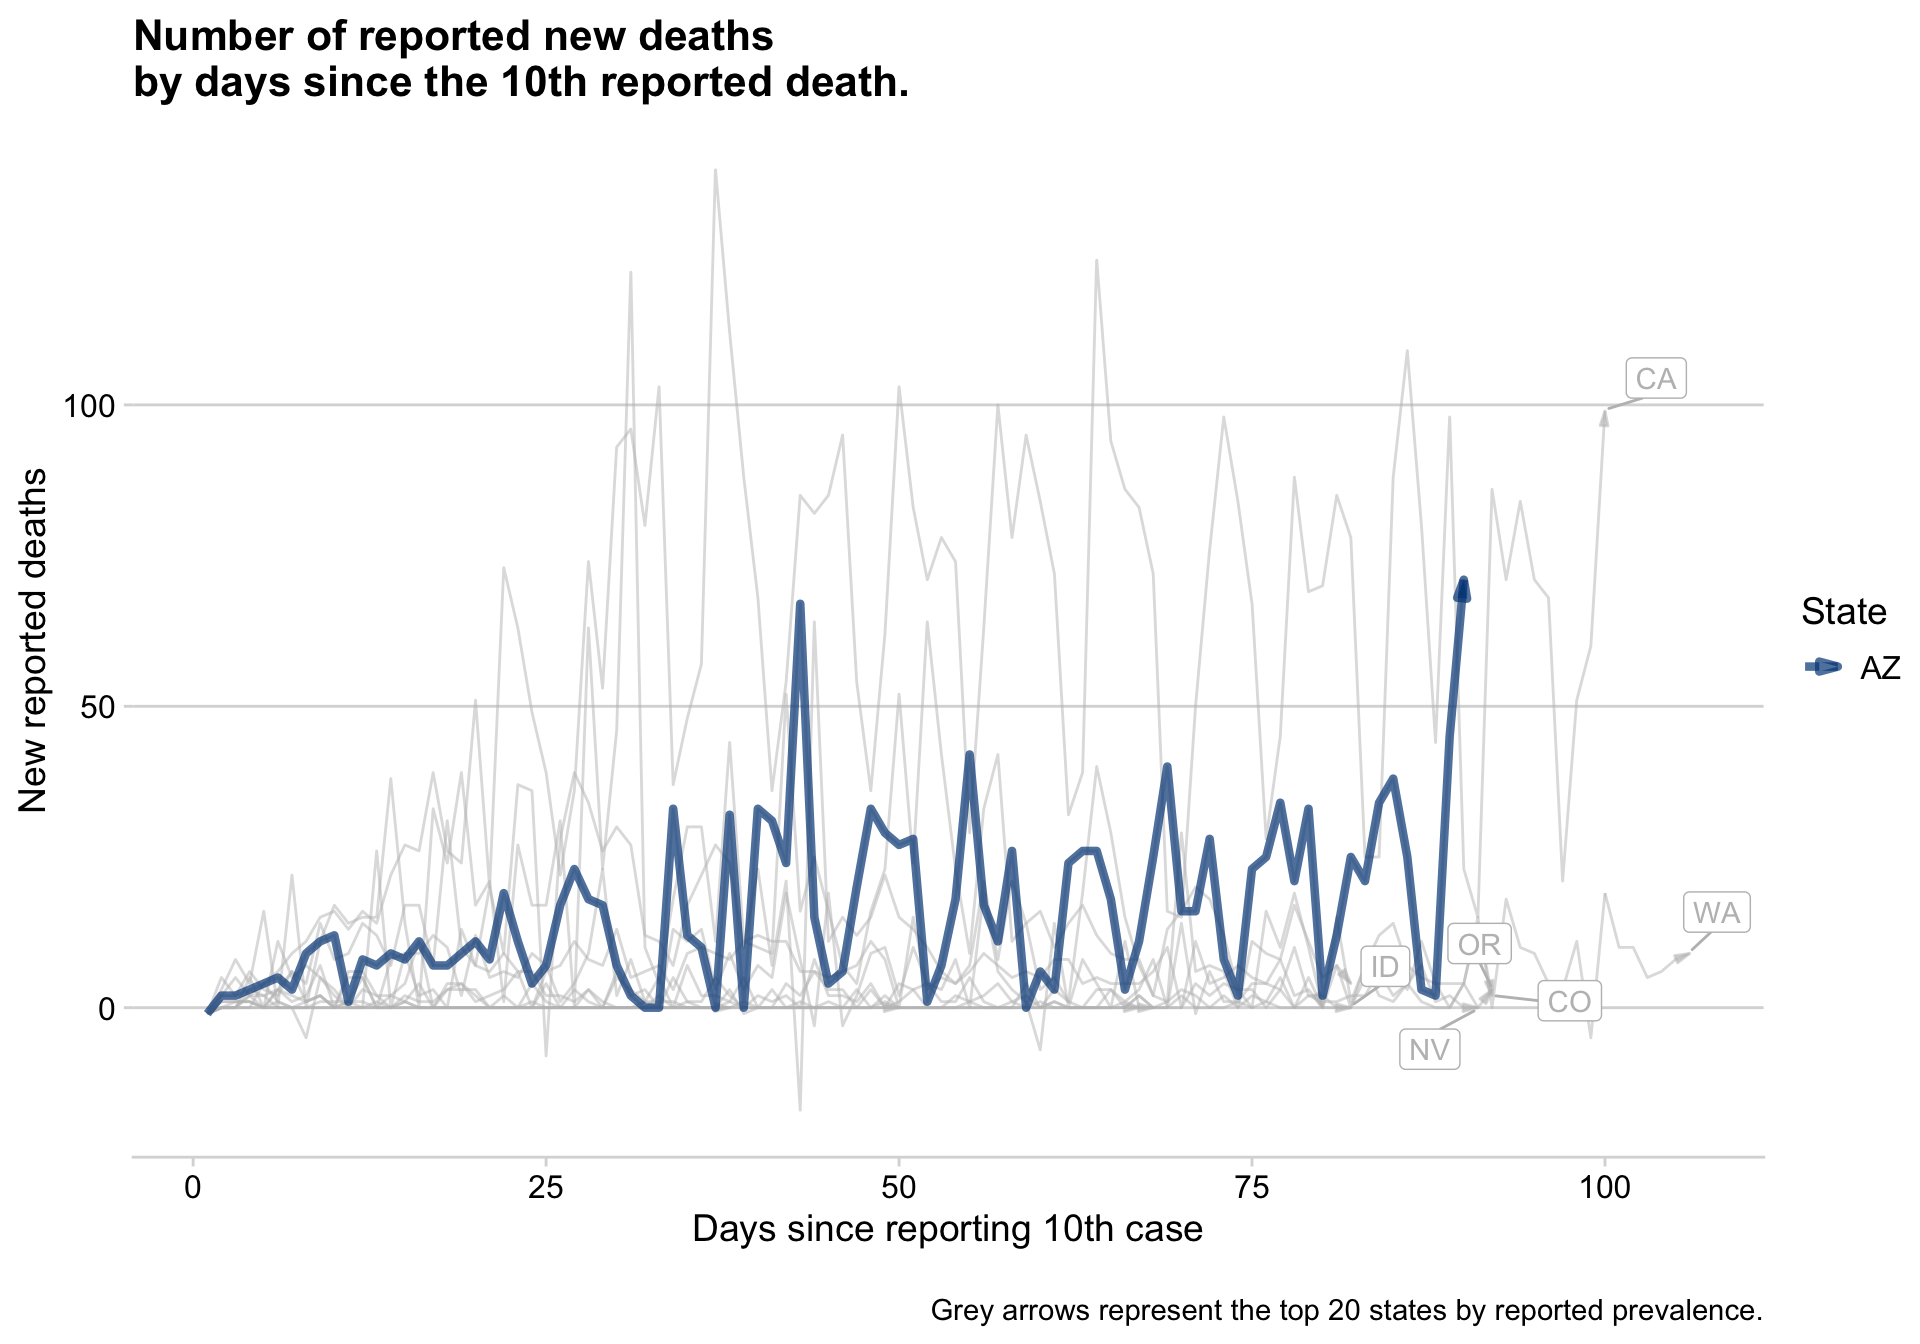 Number of reported new deaths
by days since the 10th reported death.
New reported deaths
100
50
0
CA
WA
OR
ID
CO
NV
State
AZ
0 25 50 75 100
Days since reporting 10th case
Grey arrows represent the top 20 states by reported prevalence.